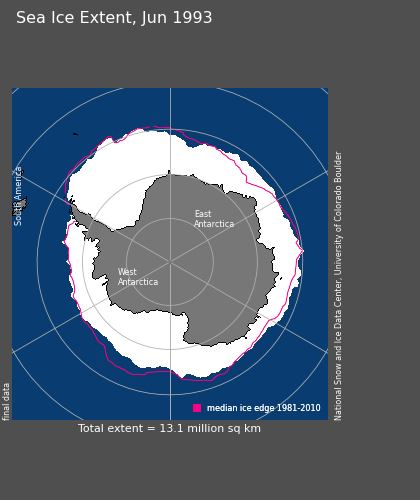 Sea Ice Extent, Jun 1993
South America
East
Antarctica
West
Antarctica
National Snow and Ice Data Center, University of Colorado Boulder
final data
median ice edge 1981-2010
Total extent = 13.1 million sq km